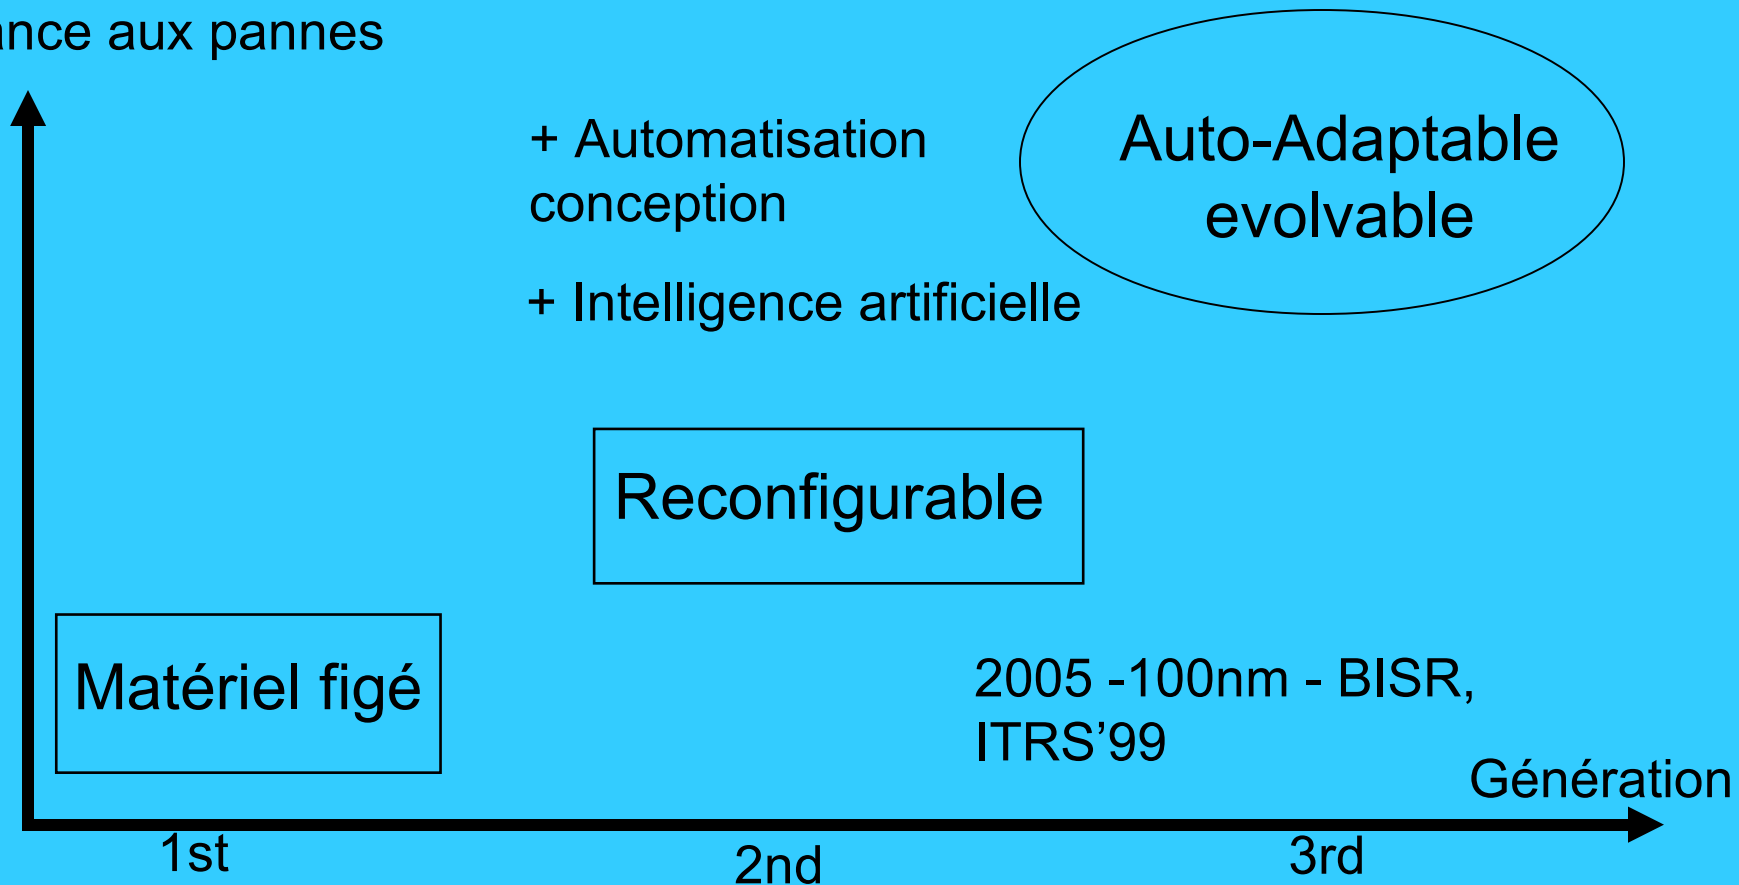 aux pannes
+ Automatisation
conception
Auto-Adaptable
evolvable
+ Intelligence artificielle
Reconfigurable
Matériel figé
2005 -100nm - BISR,
ITRS’99
Génération
1st
2nd
3rd